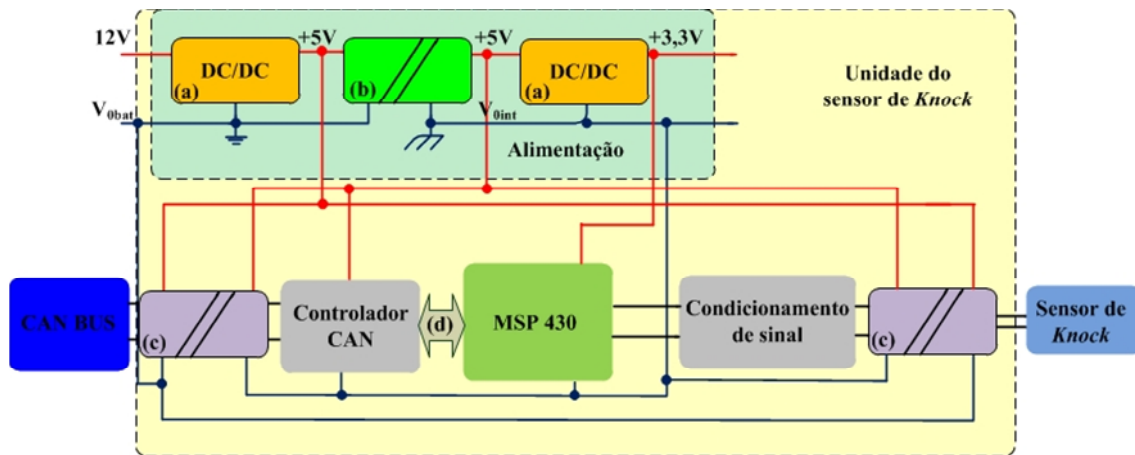 12V
+5V
+5V
+3,3V
DC/DC
(a)
(b)
DC/DC
(a)
Unidade do
sensor de Knock
V0bat
V0int
Alimentação
CAN BUS
(c)
Controlador
CAN
(d)
MSP 430
Condicionamento
de sinal
(c)
Sensor de
Knock